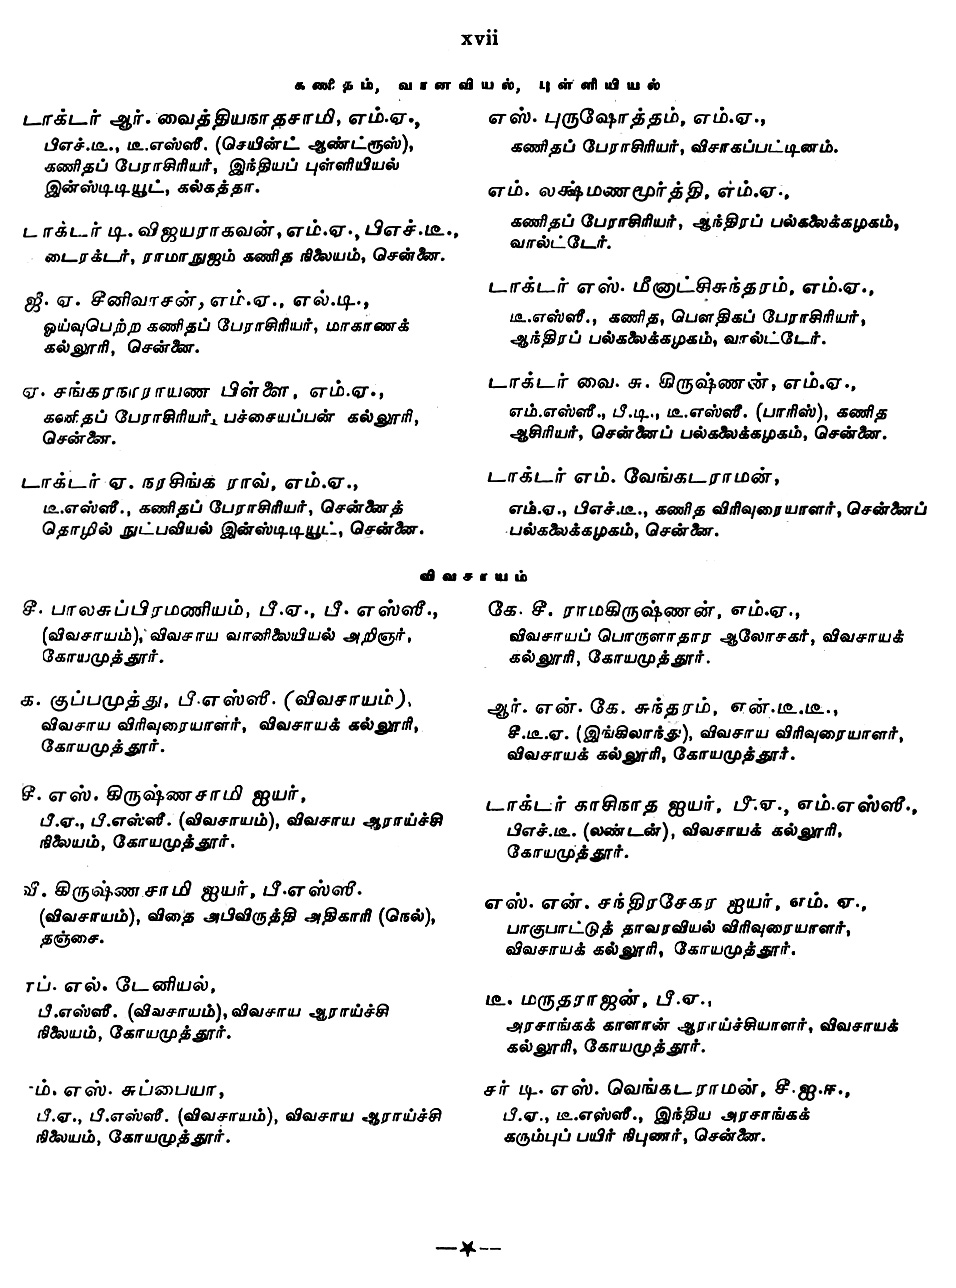 xvii
கணிதம், வானவியல், புள்ளியியல்
டாக்டர் ஆர். வைத்தியநாதசாமி, எம்.ஏ.,
பிஎச்.டீ., டீ.எஸ்ஸீ. (செயின்ட் ஆண்ட்ரூஸ்),
கணிதப் பேராசிரியர், இந்தியப் புள்ளியியல்
இன்ஸ்டிடியூட், கல்கத்தா.
டாக்டர் டி. விஜயராகவன், எம்.ஏ., பிஎச்.டீ.,
டைரக்டர், ராமாநுஜம் கணித நிலையம், சென்னை.
ஜீ. ஏ. சீனிவாசன், எம்.ஏ., எல்.டி.,
ஓய்வுபெற்ற கணிதப் பேராசிரியர், மாகாணக்
கல்லூரி, சென்னை.
ஏ. சங்கரநாராயண பிள்ளை, எம்.ஏ.,
கணிதப் பேராசிரியர், பச்சையப்பன் கல்லூரி,
சென்னை.
டாக்டர் ஏ. நரசிங்க ராவ், எம்.ஏ.,
டீ.எஸ்ஸீ., கணிதப் பேராசிரியர், சென்னைத்
தொழில் நுட்பவியல் இன்ஸ்டிடியூட், சென்னை.
எஸ். புருஷோத்தம், எம்.ஏ.,
கணிதப் பேராசிரியர், விசாகப்பட்டினம்.
எம். லக்ஷ்மணமூர்த்தி, எம்.ஏ.,
கணிதப் பேராசிரியர், ஆந்திரப் பல்கலைக்கழகம்,
வால்ட்டேர்.
டாக்டர் எஸ். மீனாட்சிசுந்தரம், எம்.ஏ.,
டீ.எஸ்ஸீ., கணித, பௌதிகப் பேராசிரியர்,
ஆந்திரப் பல்கலைக்கழகம், வால்ட்டேர்.
டாக்டர் வை. சு. கிருஷ்ணன், எம்.ஏ.,
எம்.எஸ்ஸீ., பீ.டி., டீ.எஸ்ஸீ. (பாரிஸ்), கணித
ஆசிரியர், சென்னைப் பல்கலைக்கழகம், சென்னை.
டாக்டர் எம். வேங்கடராமன்,
எம்.ஏ., பிஎச்.டீ., கணித விரிவுரையாளர், சென்னைப்
பல்கலைக்கழகம், சென்னை.
விவசாயம்
சீ. பாலசுப்பிரமணியம், பீ.ஏ., பீ. எஸ்ஸீ.,
(விவசாயம்), விவசாய வானிலையியல் அறிஞர்,
கோயமுத்தூர்.
க. குப்பமுத்து, பீ.எஸ்ஸீ. (விவசாயம்),
விவசாய விரிவுரையாளர், விவசாயக் கல்லூரி,
கோயமுத்தூர்.
சீ. எஸ். கிருஷ்ணசாமி ஐயர்,
பீ.ஏ., பீ.எஸ்ஸீ. (விவசாயம்), விவசாய ஆராய்ச்சி
நிலையம், கோயமுத்தூர்.
வீ. கிருஷ்ணசாமி ஐயர், பீ.எஸ்ஸீ.
(விவசாயம்), விதை அபிவிருத்தி அதிகாரி (நெல்),
தஞ்சை.
எல். டேனியல்,
பீ.எஸ்ஸீ. (விவசாயம்), விவசாய ஆராய்ச்சி
நிலையம், கோயமுத்தூர்.
எஸ். சுப்பையா,
பீ.ஏ., பீ.எஸ்ஸீ. (விவசாயம்), விவசாய ஆராய்ச்சி
நிலையம், கோயமுத்தூர்.
கே. சீ. ராமகிருஷ்ணன், எம்.ஏ.,
விவசாயப் பொருளாதார ஆலோசகர், விவசாயக்
கல்லூரி, கோயமுத்தூர்.
ஆர். என். கே. சுந்தரம், என்.டீ.டீ.,
சீ.டீ.ஏ. (இங்கிலாந்து), விவசாய விரிவுரையாளர்,
விவசாயக் கல்லூரி, கோயமுத்தூர்.
டாக்டர் காசிநாத ஐயர், பீ.ஏ., எம்.எஸ்ஸீ.,
பிஎச்.டீ. (லண்டன்), விவசாயக் கல்லூரி,
கோயமுத்தூர்.
எஸ். என். சந்திரசேகர ஐயர், எம். ஏ.,
பாகுபாட்டுத் தாவரவியல் விரிவுரையாளர்,
விவசாயக் கல்லூரி, கோயமுத்தூர்.
டீ. மருதராஜன், பீ.ஏ.,
அரசாங்கக் காளான் ஆராய்ச்சியாளர், விவசாயக்
கல்லூரி, கோயமுத்தூர்.
சர் டி. எஸ். வெங்கடராமன், சீ.ஐ.ஈ.,
பீ.ஏ., டீ.எஸ்ஸீ., இந்திய அரசாங்கக்
கரும்புப் பயிர் நிபுணர், சென்னை.